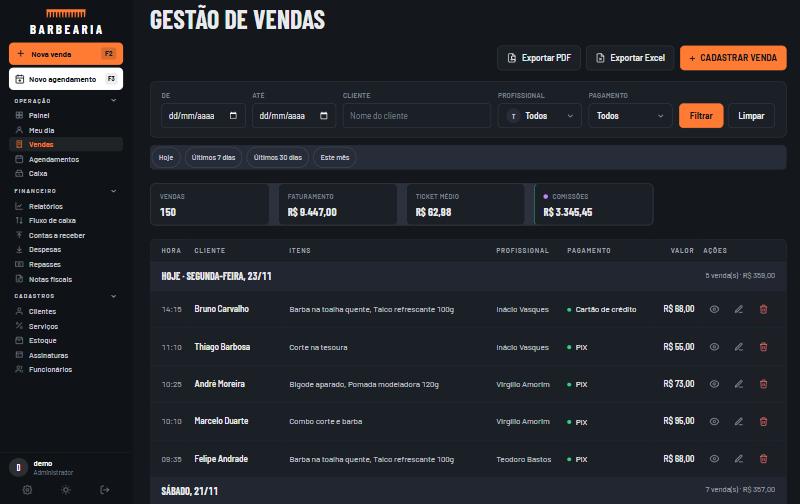 BARBEARIA
Nova venda F2
Novo agendamento F3
OPERAÇÃO
Painel
Meu dia
Vendas
Agendamentos
Caixa
FINANCEIRO
Relatórios
Fluxo de caixa
Contas a receber
Despesas
Repasses
Notas fiscais
CADASTROS
Clientes
Serviços
Estoque
Assinaturas
Funcionários
D
demo
Administrador
GESTÃO DE VENDAS
Exportar PDF Exportar Excel + CADASTRAR VENDA
DE ATÉ CLIENTE PROFISSIONAL PAGAMENTO
dd/mm/aaaa dd/mm/aaaa Nome do cliente T Todos Todos Filtrar Limpar
Hoje Últimos 7 dias Últimos 30 dias Este mês
VENDAS FATURAMENTO TICKET MÉDIO COMISSÕES
150 R$ 9.447,00 R$ 62,98 R$ 3.345,45
HORA CLIENTE ITENS PROFISSIONAL PAGAMENTO VALOR AÇÕES
HOJE · SEGUNDA-FEIRA, 23/11 5 venda(s) · R$ 359,00
14:15 Bruno Carvalho Barba na toalha quente, Talco refrescante 100g Inácio Vasques Cartão de crédito R$ 68,00
11:10 Thiago Barbosa Corte na tesoura Inácio Vasques PIX R$ 55,00
10:25 André Moreira Bigode aparado, Pomada modeladora 120g Virgílio Amorim PIX R$ 73,00
10:10 Marcelo Duarte Combo corte e barba Virgílio Amorim PIX R$ 95,00
09:35 Felipe Andrade Barba na toalha quente, Talco refrescante 100g Teodoro Bastos PIX R$ 68,00
SÁBADO, 21/11 7 venda(s) · R$ 357,00